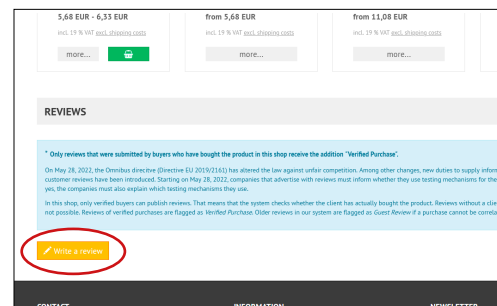 5,68 EUR - 6,33 EUR
from 5,68 EUR
from 11,08 EUR
incl. 19 % VAT excl. shipping costs
incl. 19 % VAT excl. shipping costs
incl. 19 % VAT excl. shipping costs
more...
more...
more...
REVIEWS
* Only reviews that were submitted by buyers who have bought the product in this shop receive the addition "Verified Purchase".
On May 28, 2022, the Omnibus direcitve (Directive EU 2019/2161) has altered the law against unfair competition. Among other changes, new duties to supply inform
customer reviews have been introduced. Starting on May 28, 2022, companies that advertise with reviews must inform whether they use testing mechanisms for the
yes, the companies must also explain which testing mechanisms they use.
In this shop, only verified buyers can publish reviews. That means that the system checks whether the client has actually bought the product. Reviews without a clie
not possible. Reviews of verified purchases are flagged as Verified Purchase. Older reviews in our system are flagged as Guest Review if a purchase cannot be correla
Write a review
CONTACT
INFORMATION
NEWSLETTER